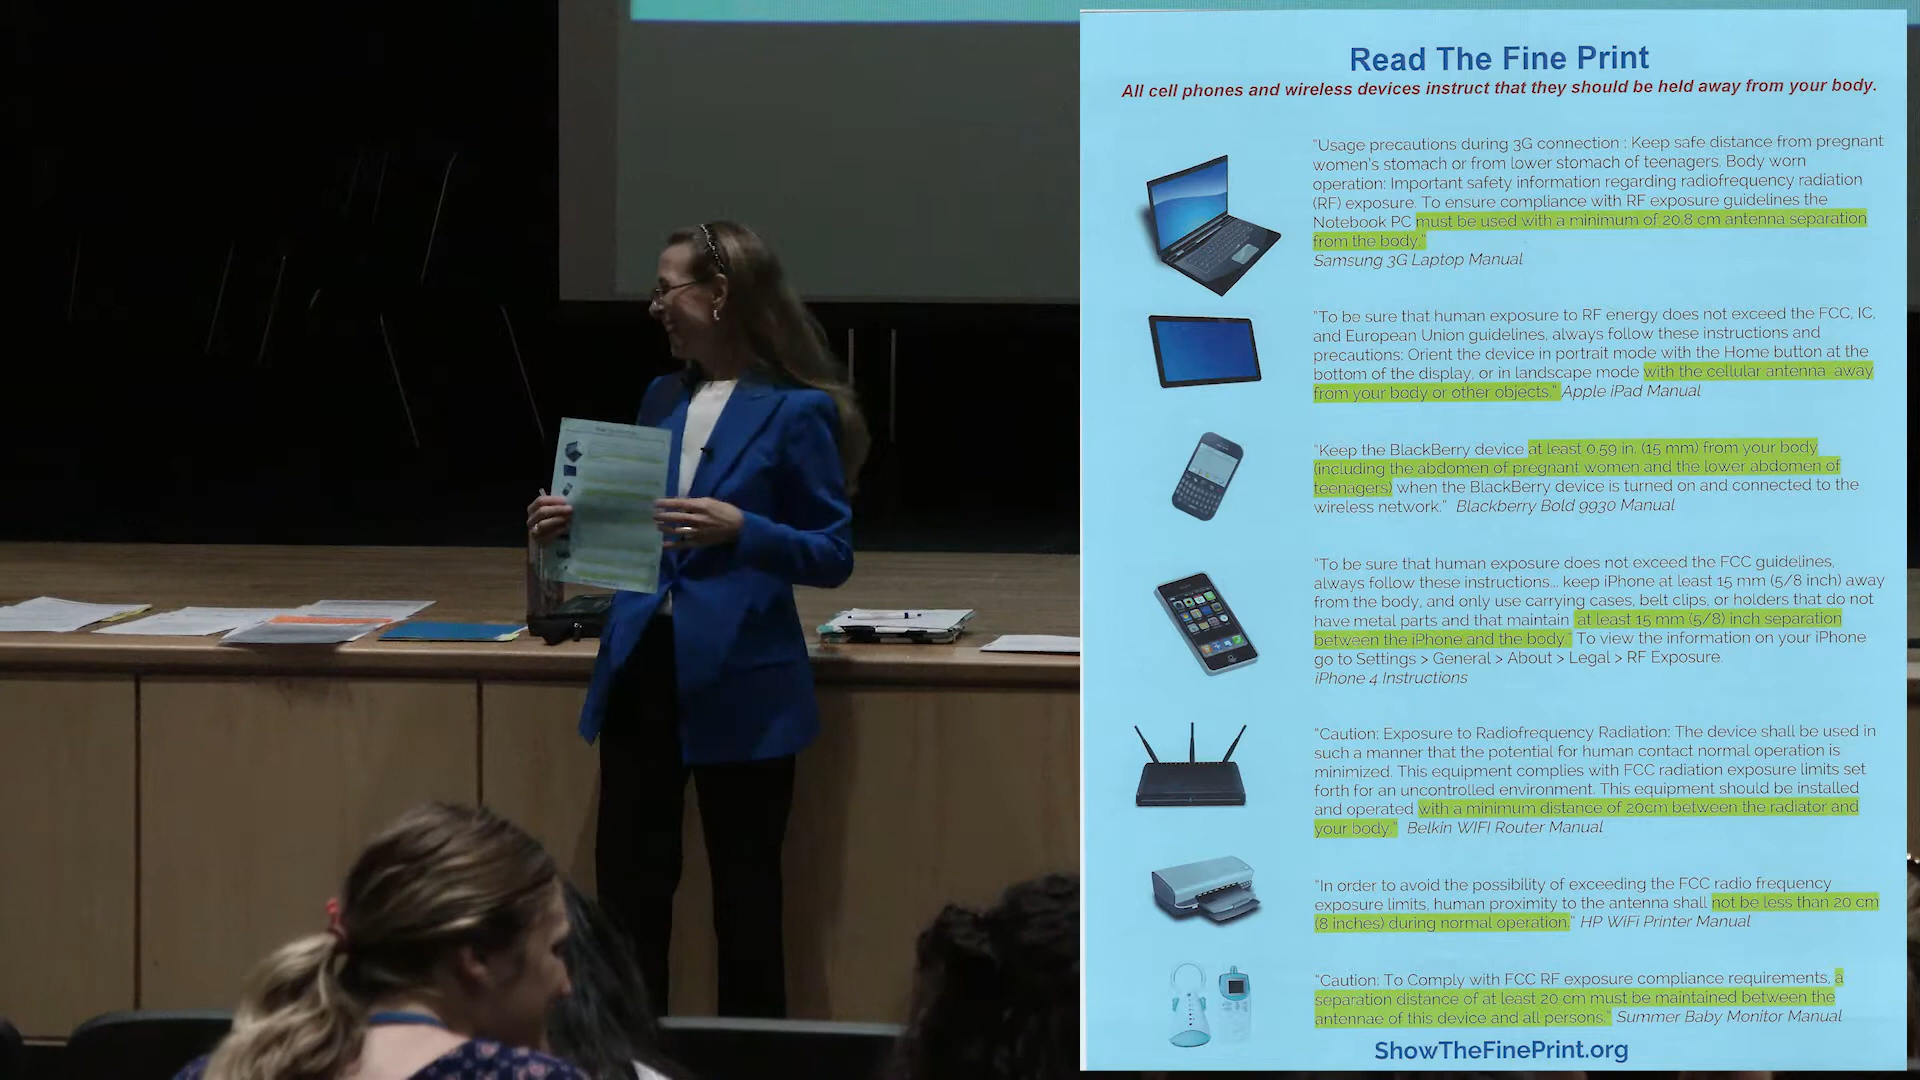 Read The Fine Print
All cell phones and wireless devices instruct that they should be held away from your body.
"Usage precautions during 3G connection : Keep safe distance from pregnant
women's stomach or from lower stomach of teenagers. Body worn
operation: Important safety information regarding radiofrequency radiation
(RF) exposure. To ensure compliance with RF exposure guidelines the
Notebook PC must be used with a minimum of 20.8 cm antenna separation
from the body."
Samsung 3G Laptop Manual
"To be sure that human exposure to RF energy does not exceed the FCC, IC,
and European Union guidelines, always follow these instructions and
precautions: Orient the device in portrait mode with the Home button at the
bottom of the display, or in landscape mode with the cellular antenna away
from your body or other objects." Apple iPad Manual
"Keep the BlackBerry device at least 0.59 in. (15 mm) from your body
(including the abdomen of pregnant women and the lower abdomen of
teenagers) when the BlackBerry device is turned on and connected to the
wireless network." Blackberry Bold 9930 Manual
"To be sure that human exposure does not exceed the FCC guidelines,
always follow these instructions... keep iPhone at least 15 mm (5/8 inch) away
from the body, and only use carrying cases, belt clips, or holders that do not
have metal parts and that maintain at least 15 mm (5/8) inch separation
between the iPhone and the body." To view the information on your iPhone
go to Settings > General > About > Legal > RF Exposure.
iPhone 4 Instructions
"Caution: Exposure to Radiofrequency Radiation: The device shall be used in
such a manner that the potential for human contact normal operation is
minimized. This equipment complies with FCC radiation exposure limits set
forth for an uncontrolled environment. This equipment should be installed
and operated with a minimum distance of 20cm between the radiator and
your body." Belkin WIFI Router Manual
"In order to avoid the possibility of exceeding the FCC radio frequency
exposure limits, human proximity to the antenna shall not be less than 20 cm
(8 inches) during normal operation." HP WiFi Printer Manual
"Caution: To Comply with FCC RF exposure compliance requirements, a
separation distance of at least 20 cm must be maintained between the
antennae of this device and all persons." Summer Baby Monitor Manual
ShowTheFinePrint.org